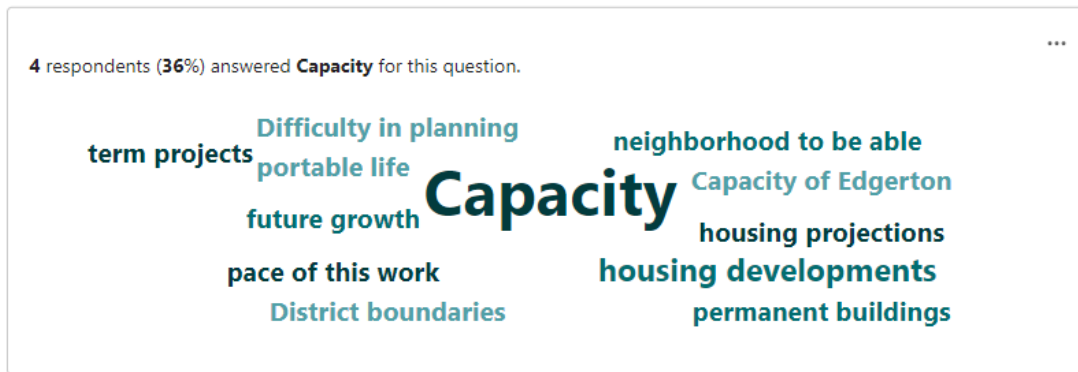 ...
4 respondents (36%) answered Capacity for this question.
Difficulty in planning
term projects
portable life
neighborhood to be able
Capacity
Capacity of Edgerton
future growth
housing projections
pace of this work
housing developments
District boundaries
permanent buildings